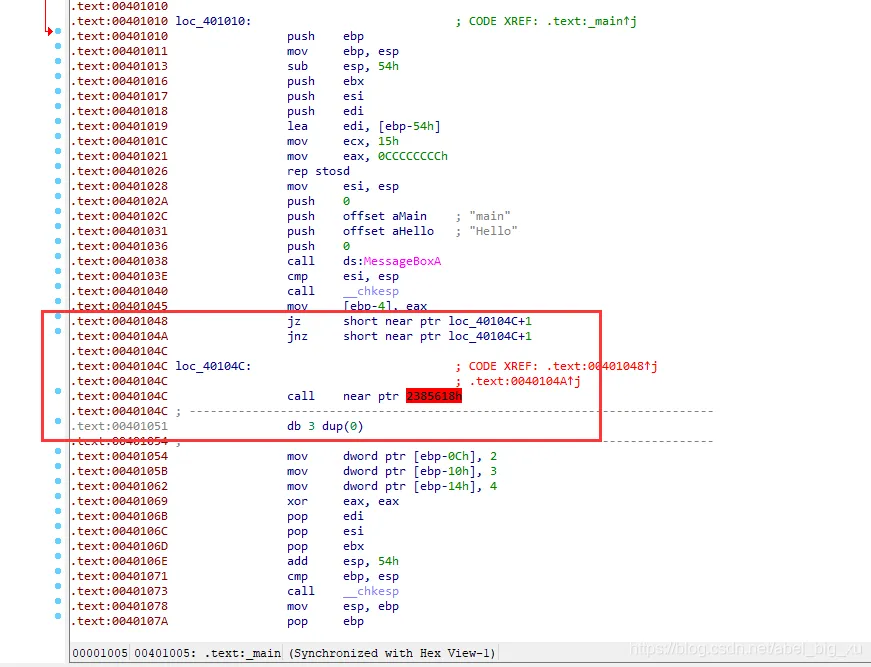 .text:00401010
.text:00401010 loc_401010: ; CODE XREF: .text:_main↑j
.text:00401010 push ebp
.text:00401011 mov ebp, esp
.text:00401013 sub esp, 54h
.text:00401016 push ebx
.text:00401017 push esi
.text:00401018 push edi
.text:00401019 lea edi, [ebp-54h]
.text:0040101C mov ecx, 15h
.text:00401021 mov eax, 0CCCCCCCCh
.text:00401026 rep stosd
.text:00401028 mov esi, esp
.text:0040102A push 0
.text:0040102C push offset aMain ; "main"
.text:00401031 push offset aHello ; "Hello"
.text:00401036 push 0
.text:00401038 call ds:MessageBoxA
.text:0040103E cmp esi, esp
.text:00401040 call __chkesp
.text:00401045 mov [ebp-4], eax
.text:00401048 jz short near ptr loc_40104C+1
.text:0040104A jnz short near ptr loc_40104C+1
.text:0040104C
.text:0040104C loc_40104C: ; CODE XREF: .text:00401048↑j
.text:0040104C ; .text:0040104A↑j
.text:0040104C call near ptr 2385618h
.text:0040104C ; ---------------------------------------------------------------------------
.text:00401051 db 3 dup(0)
.text:00401054 ; ---------------------------------------------------------------------------
.text:00401054 mov dword ptr [ebp-0Ch], 2
.text:0040105B mov dword ptr [ebp-10h], 3
.text:00401062 mov dword ptr [ebp-14h], 4
.text:00401069 xor eax, eax
.text:0040106B pop edi
.text:0040106C pop esi
.text:0040106D pop ebx
.text:0040106E add esp, 54h
.text:00401071 cmp ebp, esp
.text:00401073 call __chkesp
.text:00401078 mov esp, ebp
.text:0040107A pop ebp
00001005 00401005: .text:_main (Synchronized with Hex View-1)
https://blog.csdn.net/abel_big_xu